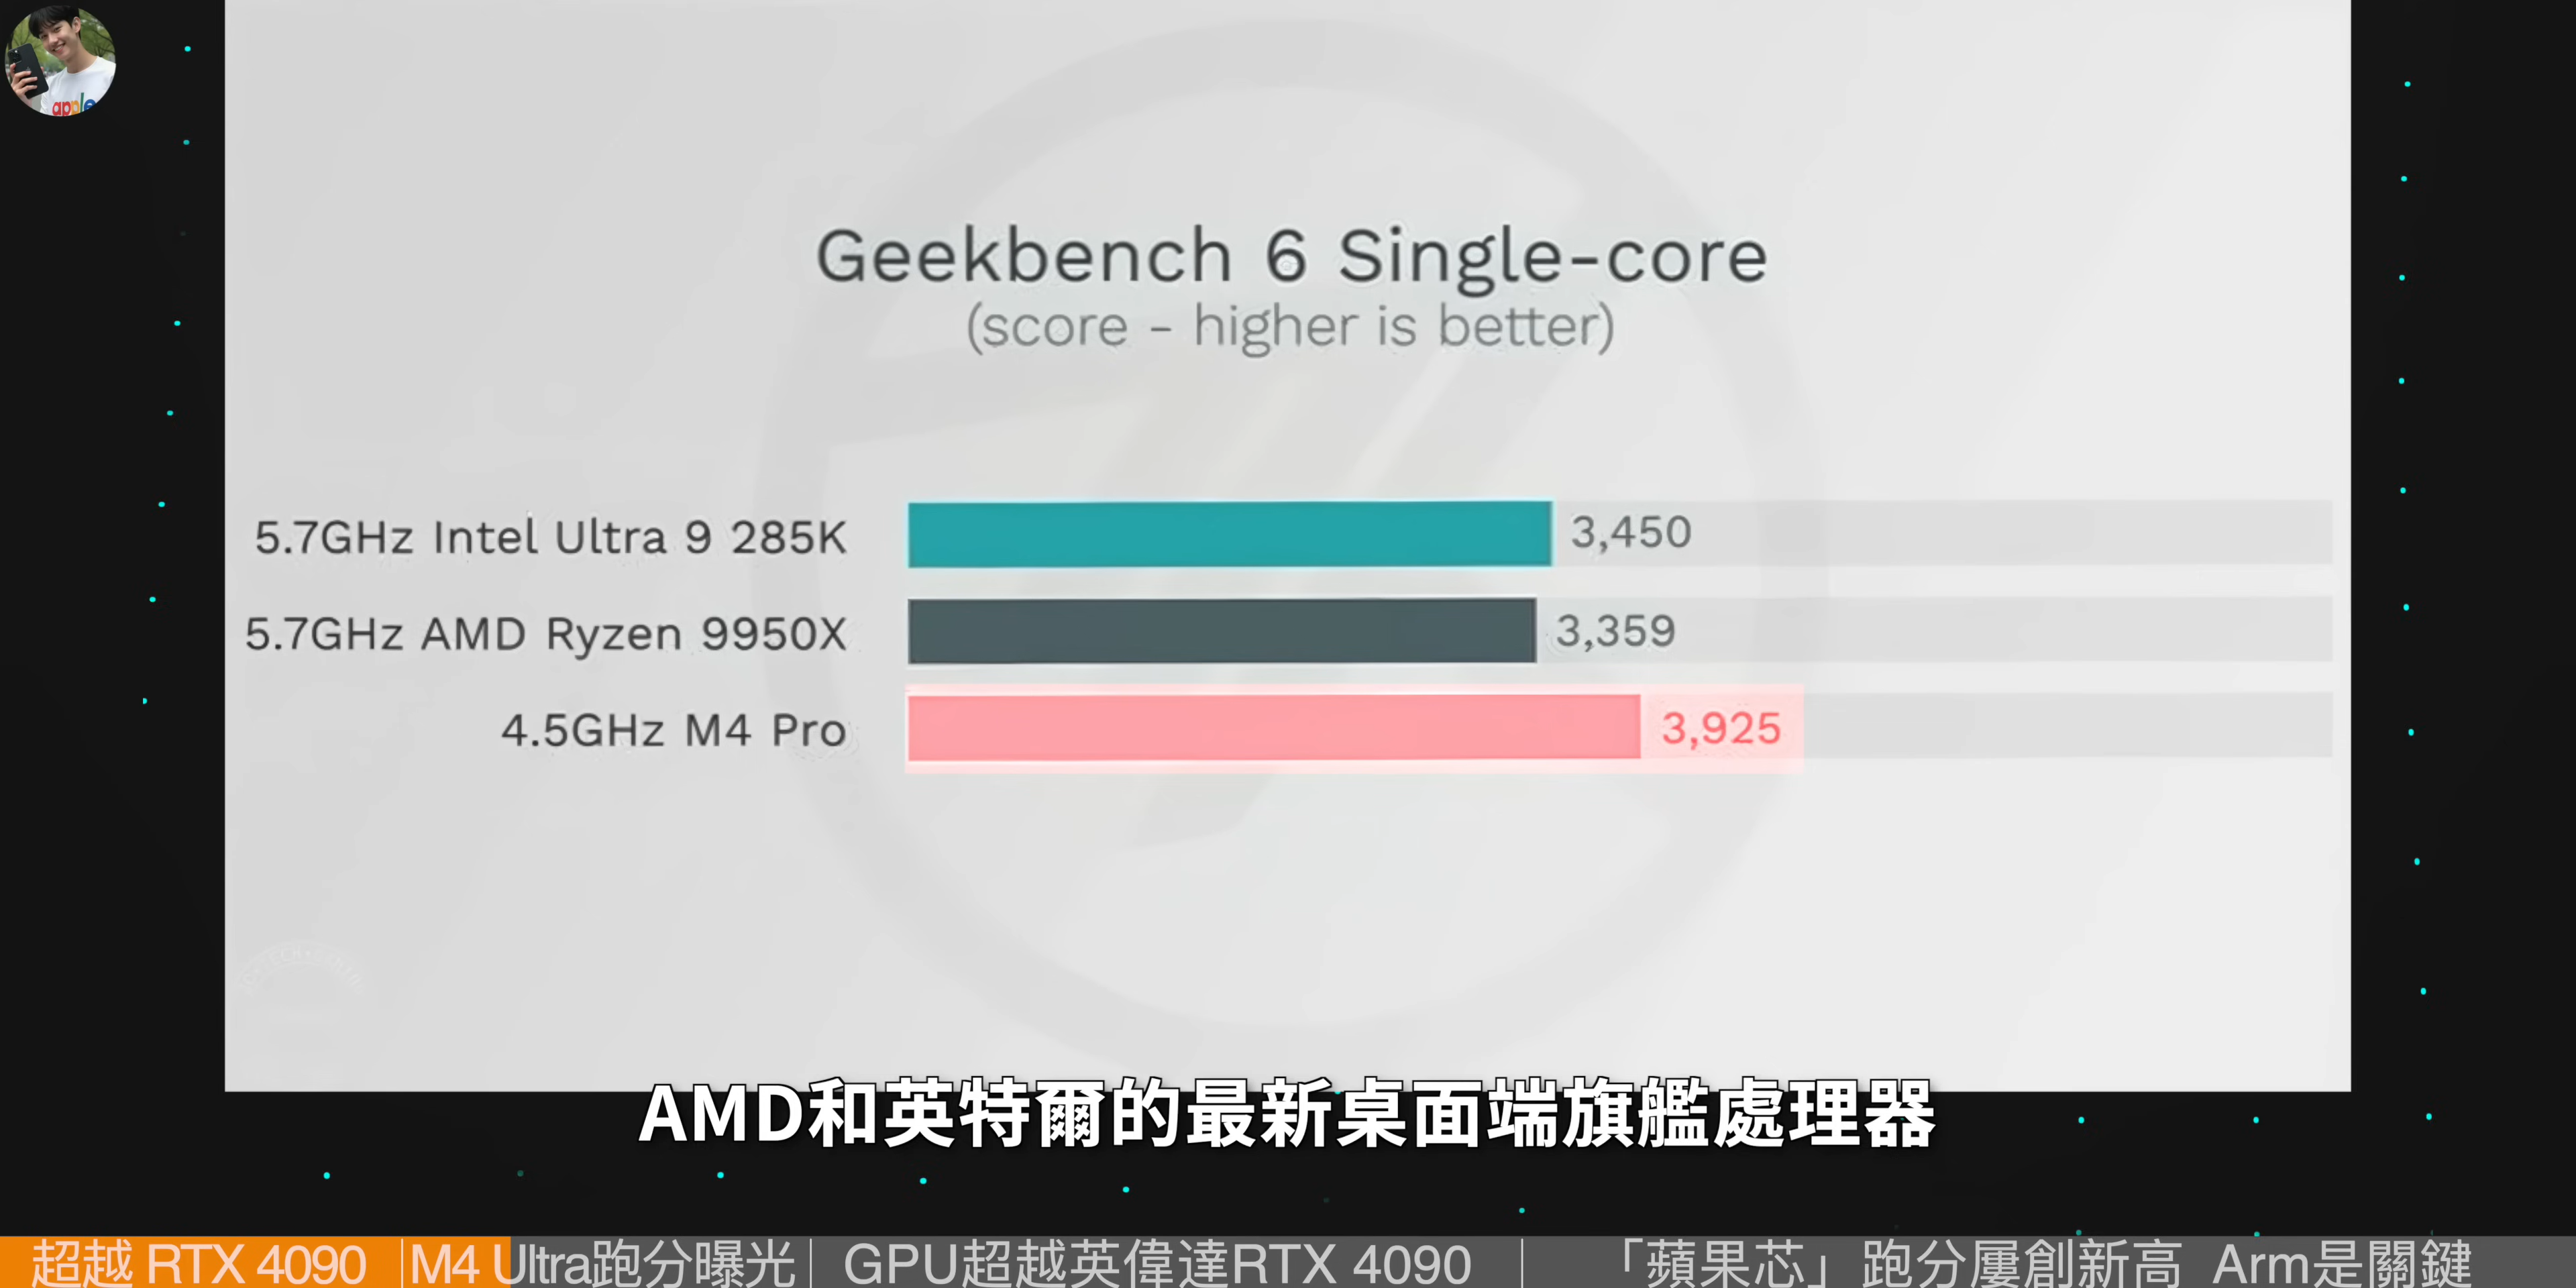 apple
Geekbench 6 Single-core
(score - higher is better)
5.7GHz Intel Ultra 9 285K 3,450
5.7GHz AMD Ryzen 9950X 3,359
4.5GHz M4 Pro 3,925
AMD和英特爾的最新桌面端旗艦處理器
超越 RTX 4090 M4 Ultra跑分曝光 GPU超越英偉達RTX 4090 「蘋果芯」跑分屢創新高 Arm是關鍵